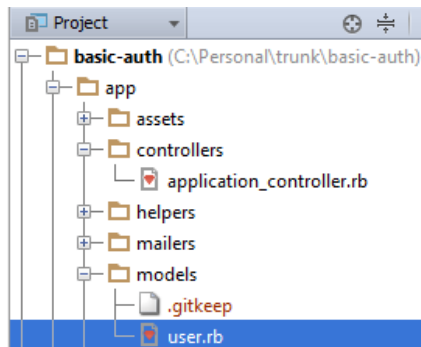 Project
basic-auth (C:\Personal\trunk\basic-auth)
app
assets
controllers
application_controller.rb
helpers
mailers
models
.gitkeep
user.rb